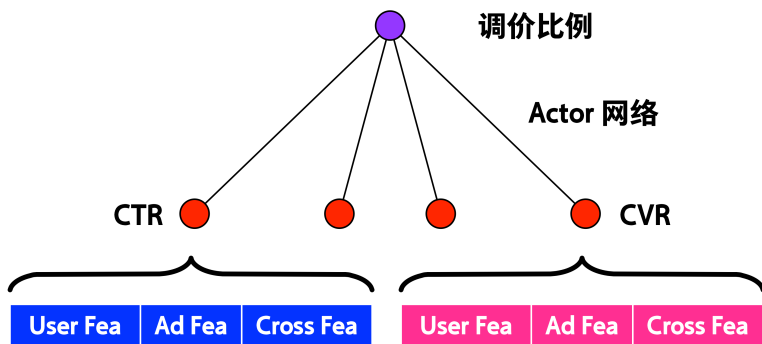 调价比例
Actor 网络
CTR
CVR
User Fea Ad Fea Cross Fea User Fea Ad Fea Cross Fea